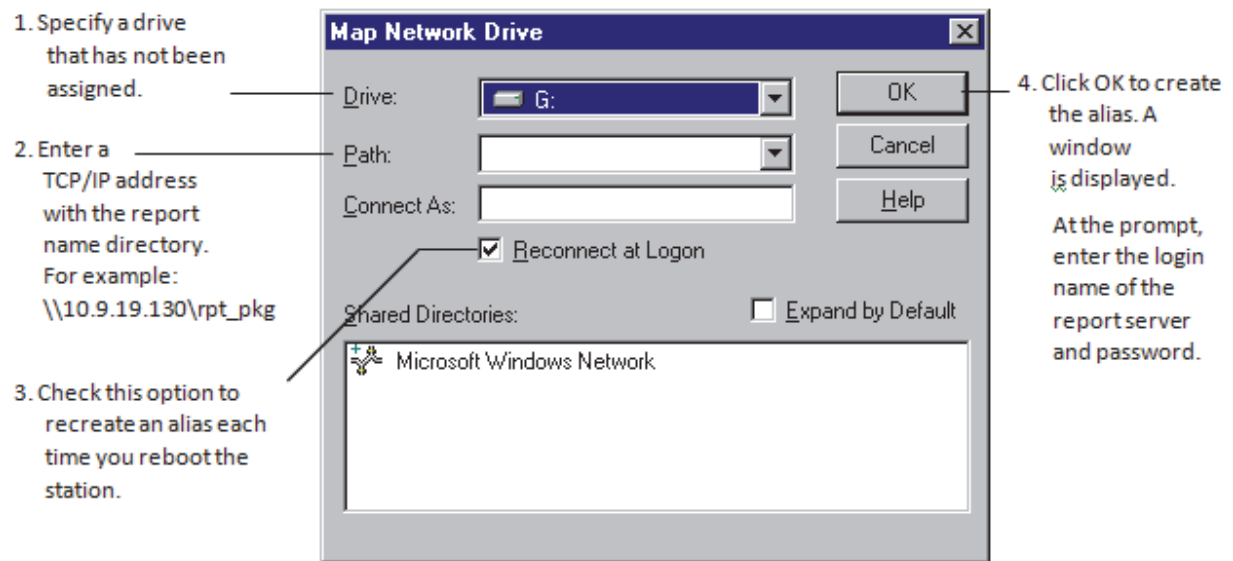 1. Specify a drive
that has not been
assigned.
2. Enter a
TCP/IP address
with the report
name directory.
For example:
\\10.9.19.130\rpt_pkg
3. Check this option to
recreate an alias each
time you reboot the
station.
Map Network Drive
Drive:
G:
OK
Path:
Cancel
Connect As:
Help
Reconnect at Logon
Shared Directories:
Expand by Default
Microsoft Windows Network
4. Click OK to create
the alias. A
window
is displayed.
At the prompt,
enter the login
name of the
report server
and password.